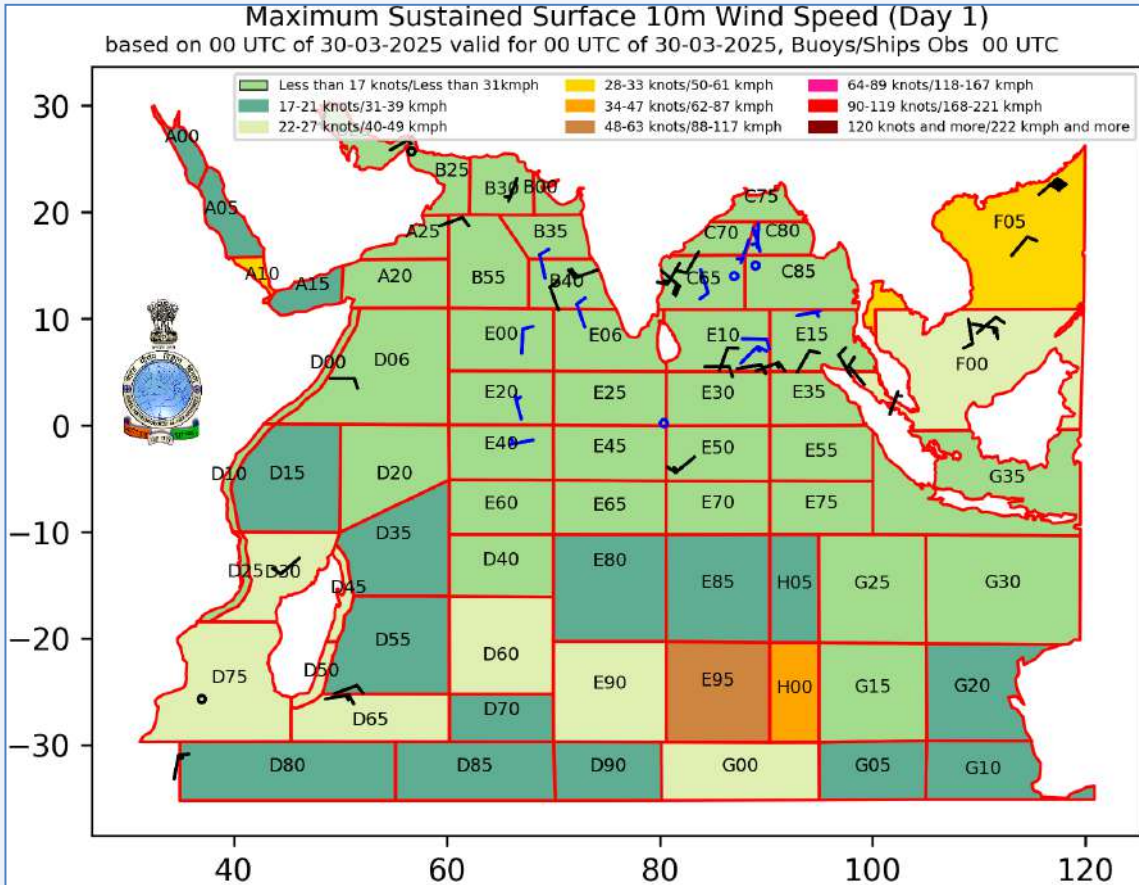 Maximum Sustained Surface 10m Wind Speed (Day 1)
based on 00 UTC of 30-03-2025 valid for 00 UTC of 30-03-2025, Buoys/Ships Obs 00 UTC
Less than 17 knots/Less than 31kmph
17-21 knots/31-39 kmph
22-27 knots/40-49 kmph
28-33 knots/50-61 kmph
34-47 knots/62-87 kmph
48-63 knots/88-117 kmph
64-89 knots/118-167 kmph
90-119 knots/168-221 kmph
120 knots and more/222 kmph and more
30
20
10
0
−10
−20
−30
A00
B25
B30
B00
C75
A05
F05
A25
B35
C70
C80
A10
A15
A20
B55
B40
C65
C85
D00
D06
E00
E06
E10
E15
F00
E20
E25
E30
E35
D10
D15
D20
E40
E45
E50
E55
G35
E60
E65
E70
E75
D35
D25
D30
D45
D40
E80
E85
H05
G25
G30
D55
D60
D50
D75
E90
E95
H00
G15
G20
D65
D70
D80
D85
D90
G00
G05
G10
40
60
80
100
120